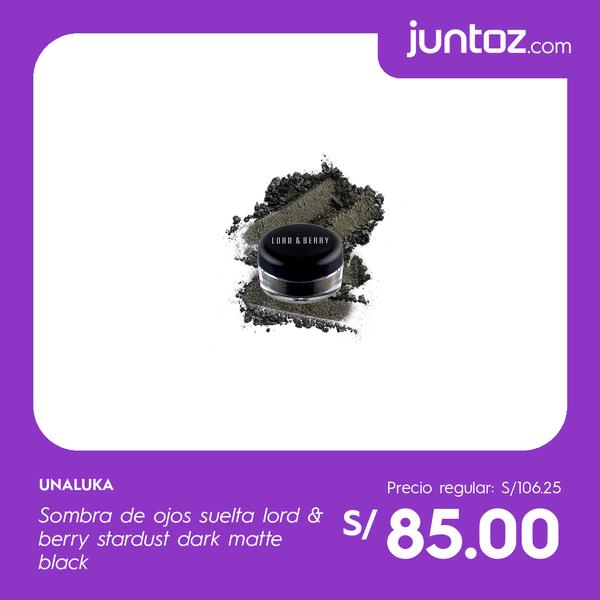 juntoz.com
LORD & BERRY
UNALUKA
Sombra de ojos suelta lord &
berry stardust dark matte
black
Precio regular: S/106.25
S/ 85.00